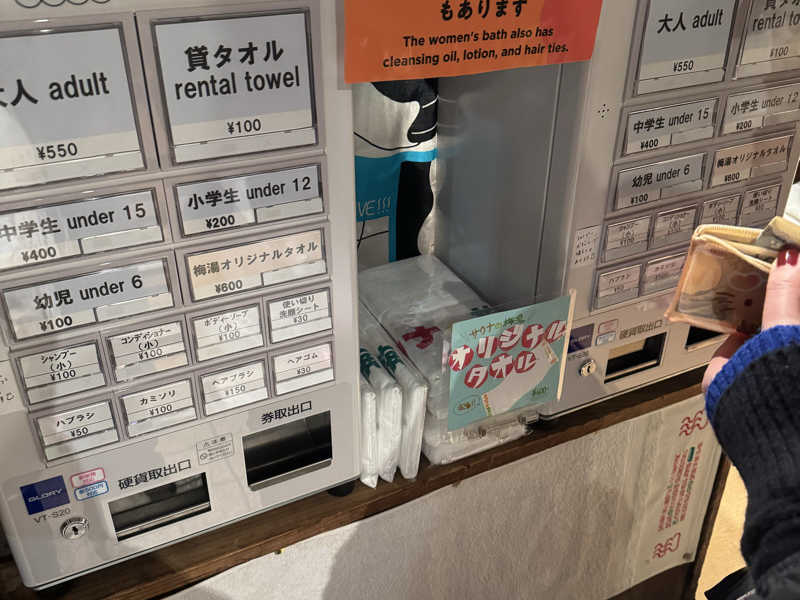 もあります
The women's bath also has
cleansing oil, lotion, and hair ties.
大人 adult
¥550
貸タオル
rental towel
¥100
中学生 under 15
¥400
小学生 under 12
¥200
幼児 under 6
¥100
梅湯オリジナルタオル
¥600
シャンプー
(小)
¥100
コンディショナー
(小)
¥100
ボディーソープ
(小)
¥100
使い切り
洗顔シート
¥30
ハブラシ
¥50
カミソリ
¥100
ヘアブラシ
¥150
ヘアゴム
¥30
GLORY
VT-S20
硬貨取出口
券取出口
VE!!!
サウナの梅湯
オリジナル
タオル
大人 adult
¥550
rental towel
¥100
中学生 under 15
¥400
小学生 under 12
¥200
幼児 under 6
¥100
梅湯オリジナルタオル
¥600
硬貨取出口